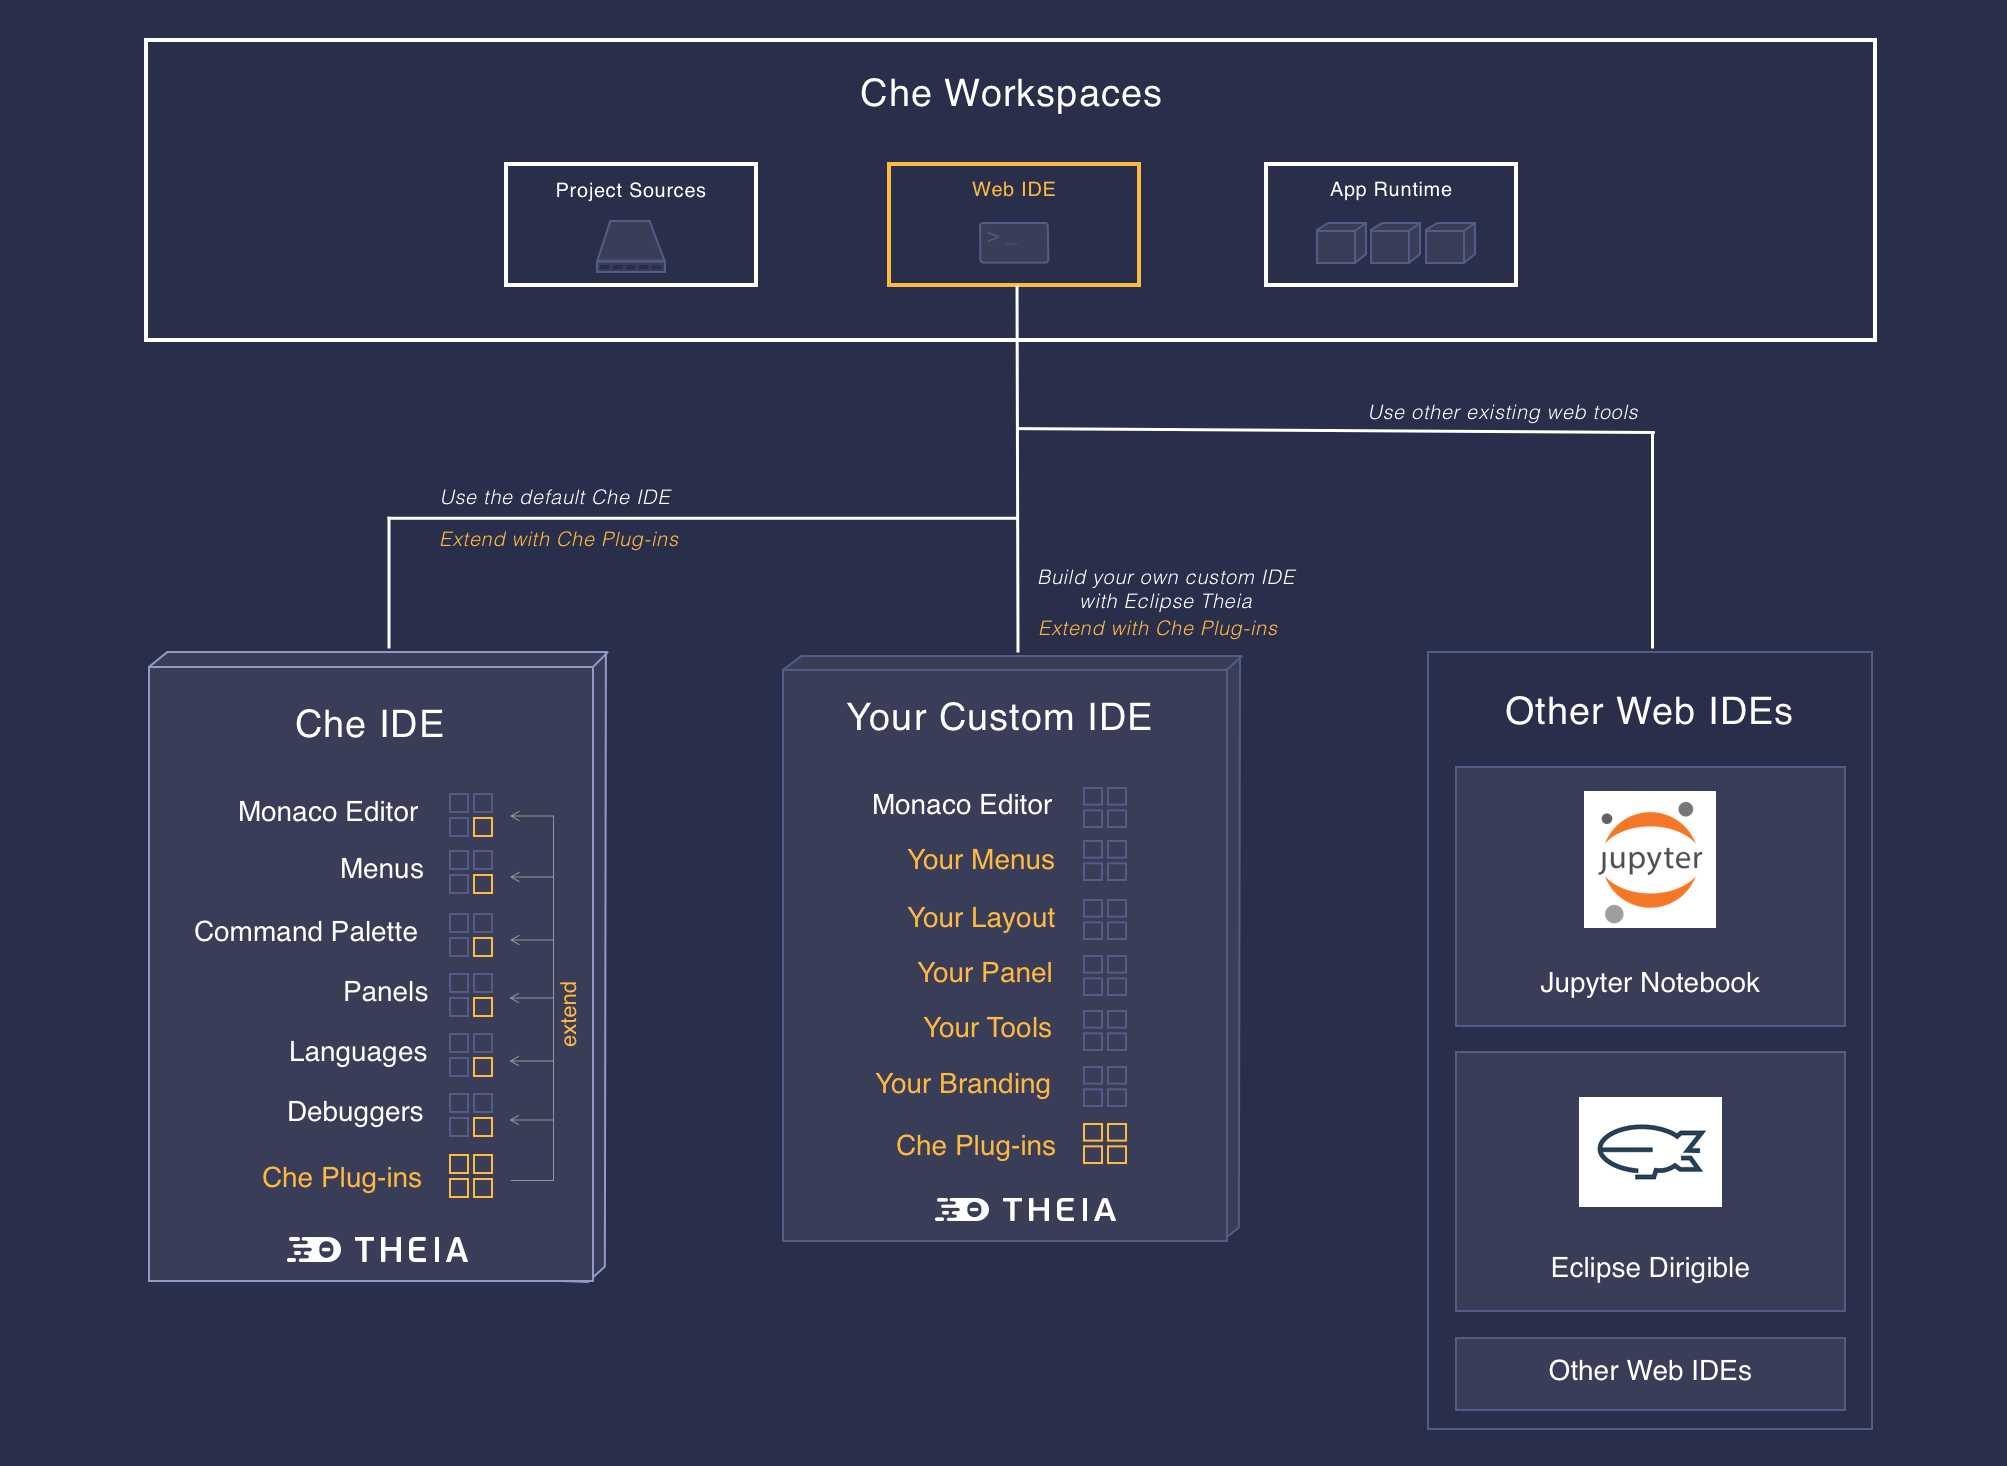 Che Workspaces
Project Sources
Web IDE
App Runtime
>_
Use other existing web tools
Use the default Che IDE
Extend with Che Plug-ins
Build your own custom IDE
with Eclipse Theia
Extend with Che Plug-ins
Che IDE
Monaco Editor
Menus
Command Palette
Panels
Languages
Debuggers
Che Plug-ins
extend
THEIA
Your Custom IDE
Monaco Editor
Your Menus
Your Layout
Your Panel
Your Tools
Your Branding
Che Plug-ins
THEIA
Other Web IDEs
jupyter
Jupyter Notebook
Eclipse Dirigible
Other Web IDEs